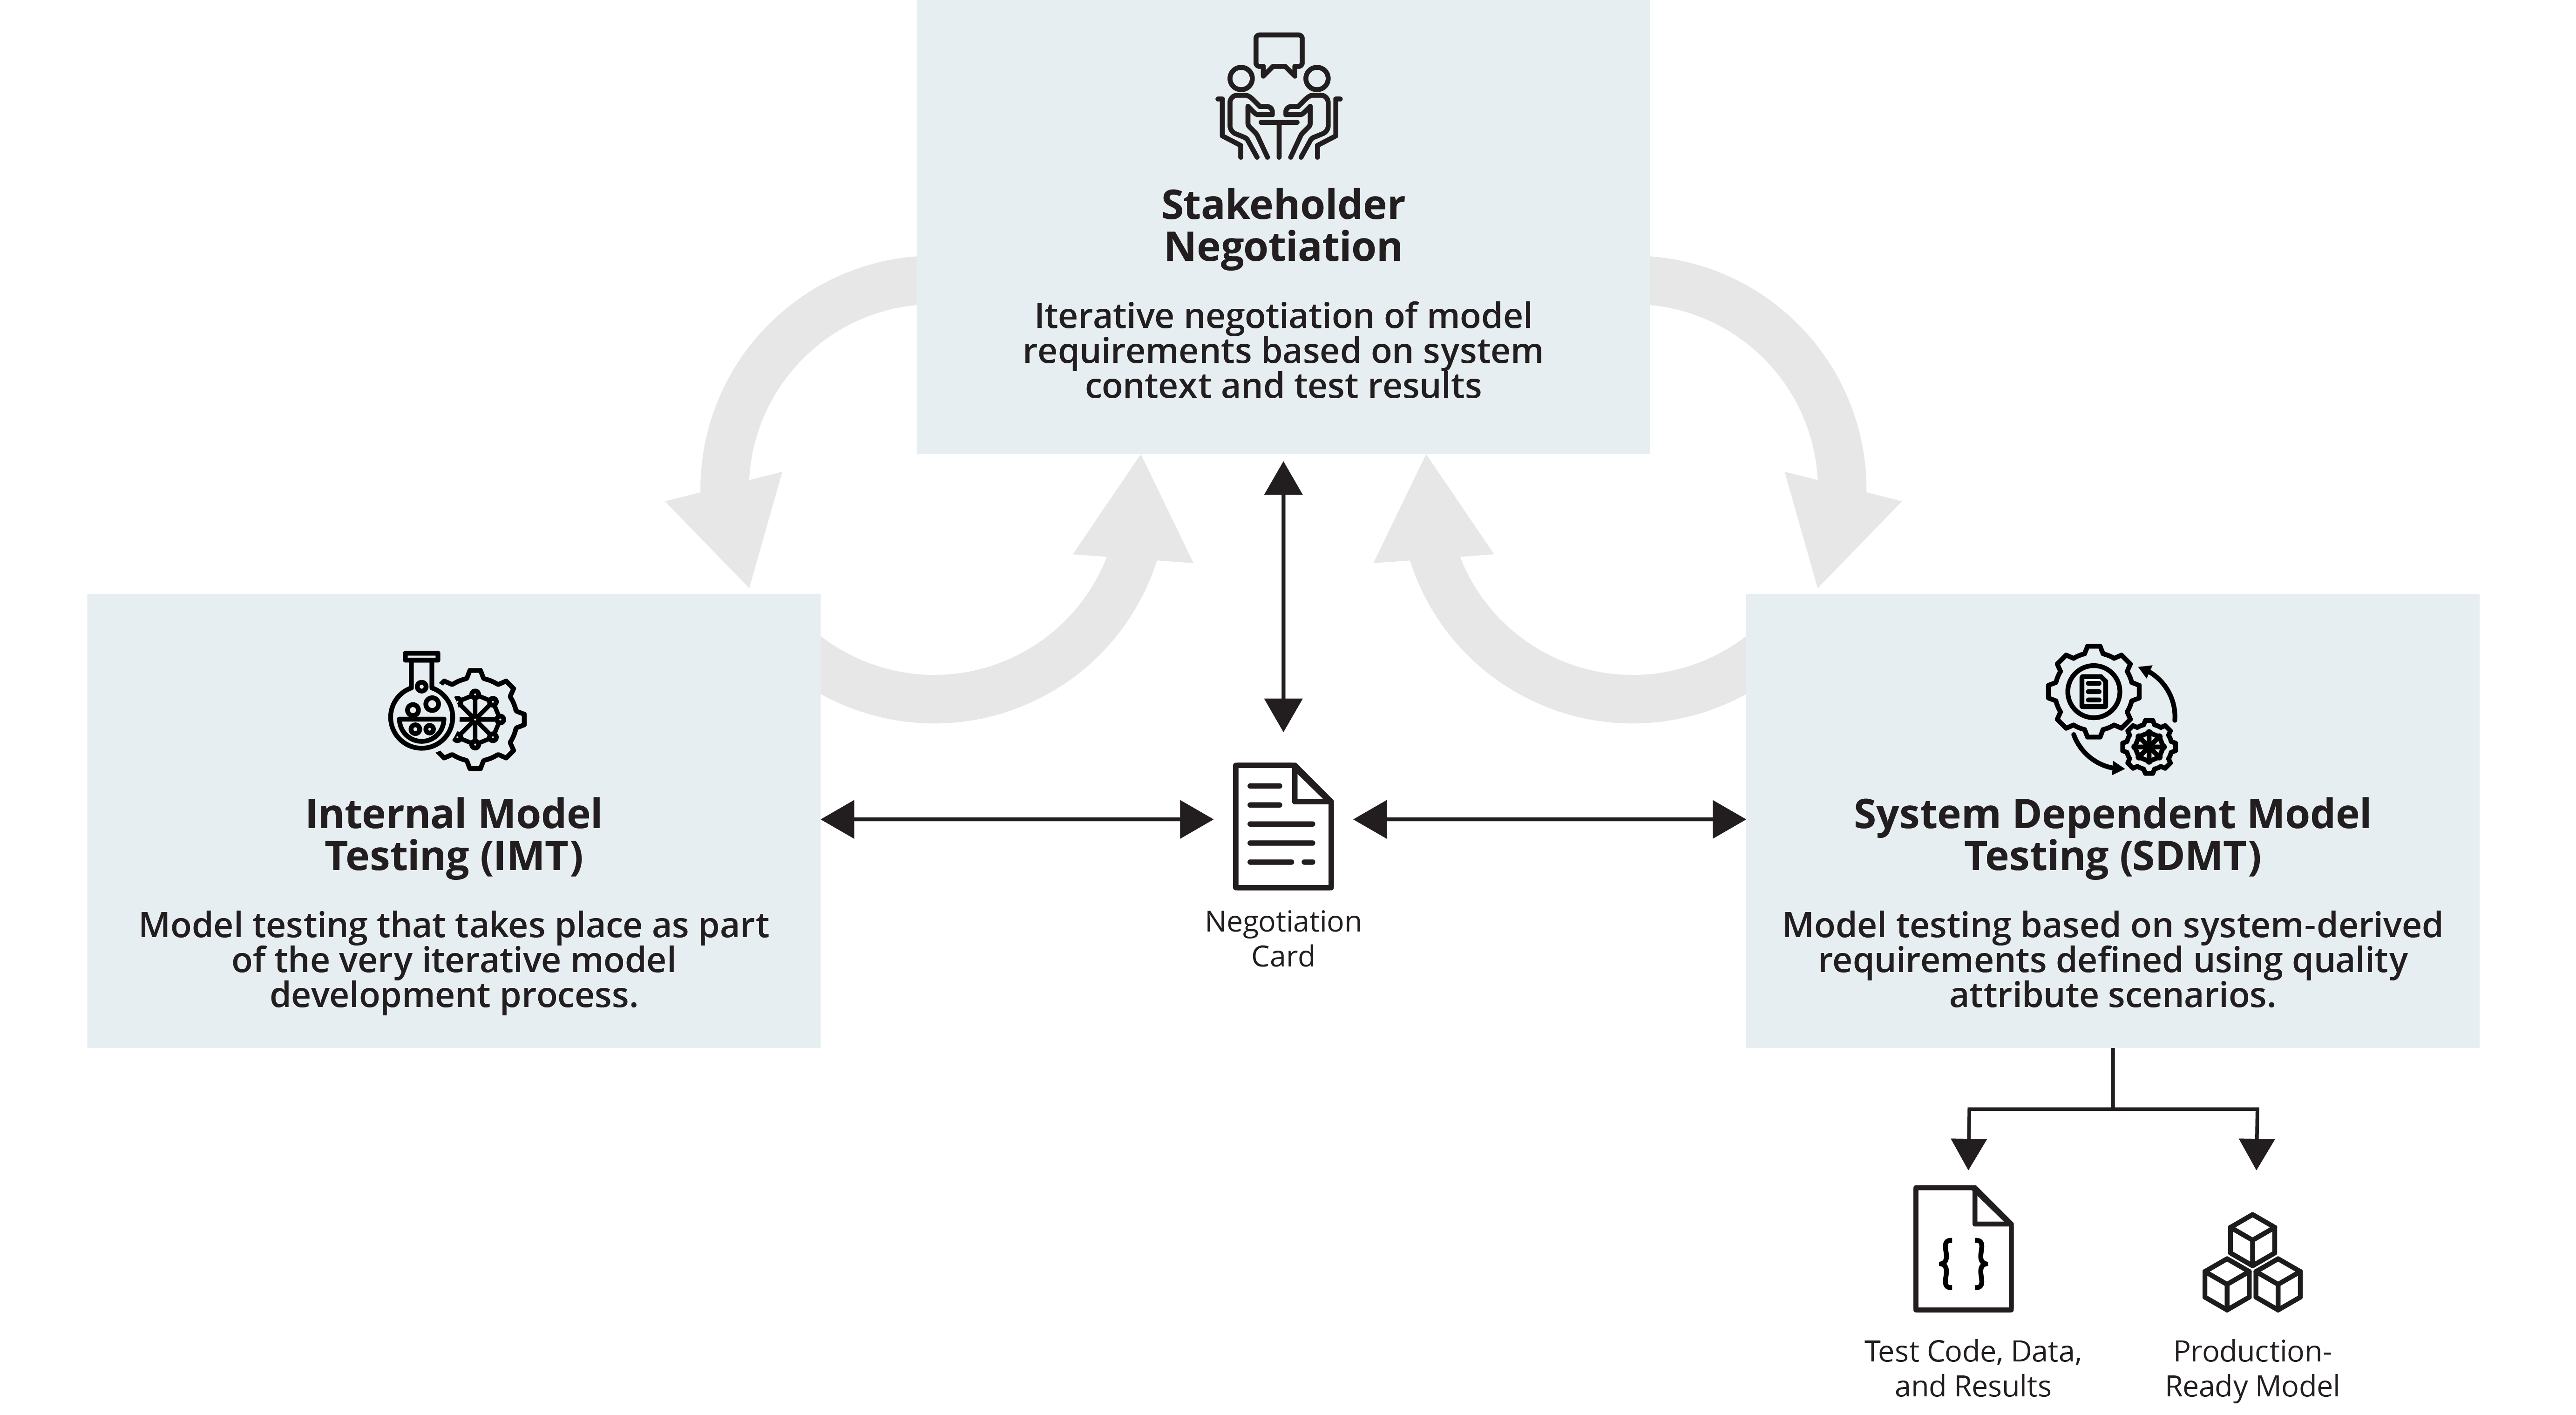 Stakeholder
Negotiation
Iterative negotiation of model
requirements based on system
context and test results
Internal Model
Testing (IMT)
Model testing that takes place as part
of the very iterative model
development process.
Negotiation
Card
System Dependent Model
Testing (SDMT)
Model testing based on system-derived
requirements defined using quality
attribute scenarios.
{ }
Test Code, Data,
and Results
Production-
Ready Model